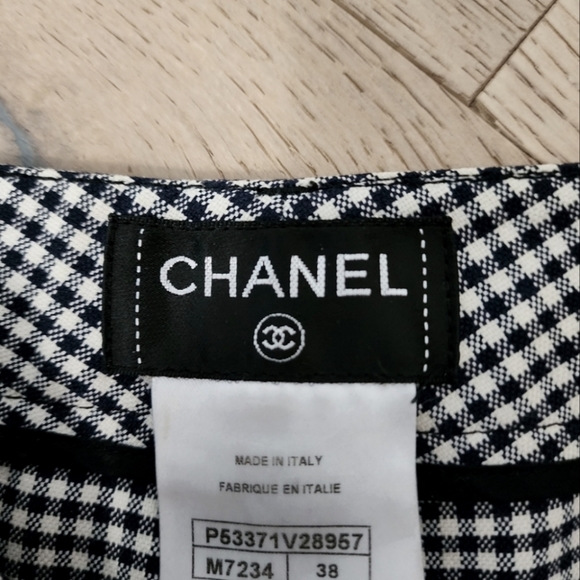 CHANEL
MADE IN ITALY
FABRIQUE EN ITALIE
P53371V28957
M7234 38